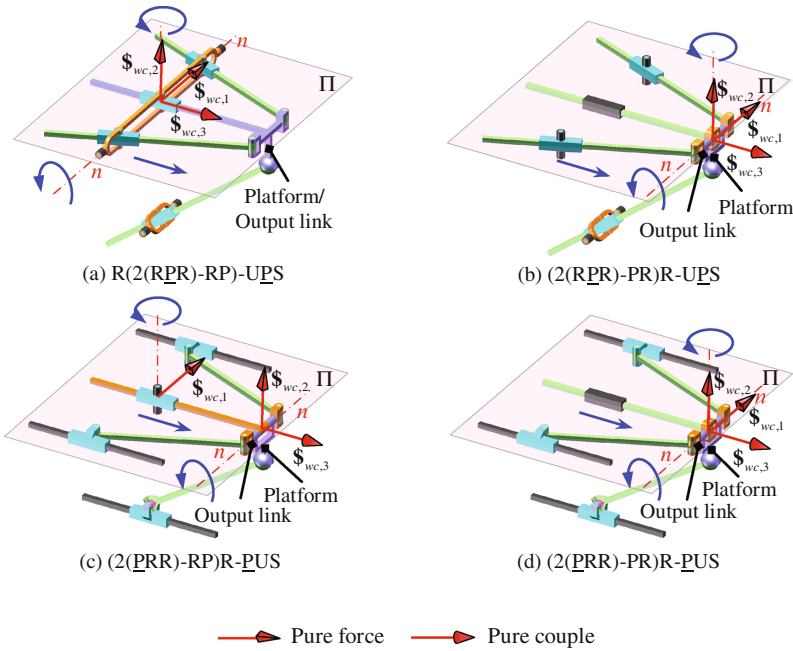 n
$wc,2
$wc,1
Π
$wc,3
n
Platform/
Output link
(a) R(2(RPR)-RP)-UPS
$wc,2
n
Π
$wc,1
$wc,3
n
Platform
Output link
(b) (2(RPR)-PR)R-UPS
$wc,2
Π
$wc,1
n
$wc,3
n
Platform
Output link
(c) (2(PRR)-RP)R-PUS
$wc,2
Π
n
$wc,1
n
$wc,3
Platform
Output link
(d) (2(PRR)-PR)R-PUS
Pure force
Pure couple